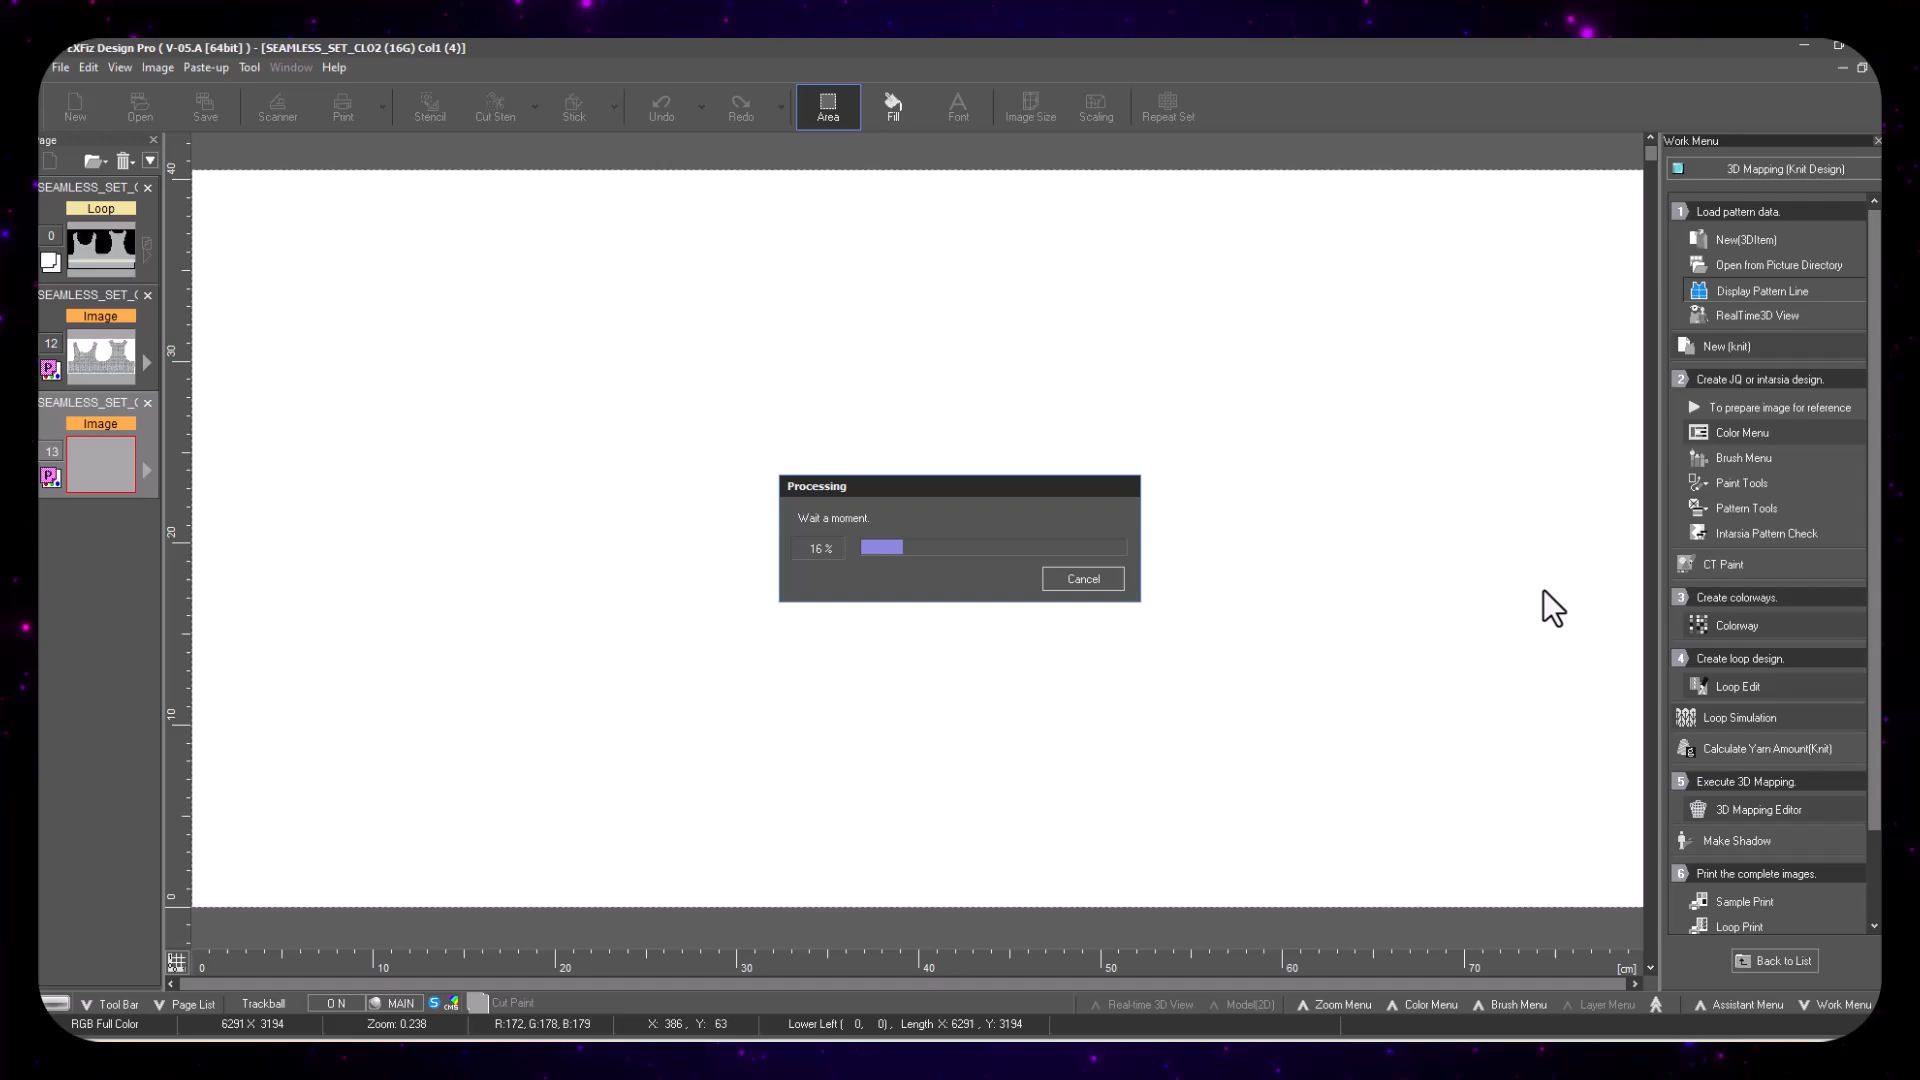 eXFiz Design Pro ( V-05.A [64bit] ) - [SEAMLESS_SET_CLO2 (16G) Col1 (4)]
File Edit View Image Paste-up Tool Window Help
New Open Save Scanner Print Stencil Cut Sten Stick Undo Redo Area Fill Font Image Size Scaling Repeat Set
age
SEAMLESS_SET_C
Loop
0
SEAMLESS_SET_C
Image
12
SEAMLESS_SET_C
Image
13
40
30
20
10
0
Processing
Wait a moment.
16 %
Cancel
0 10 20 30 40 50 60 70 [cm]
Work Menu
3D Mapping (Knit Design)
1 Load pattern data.
New(3DItem)
Open from Picture Directory
Display Pattern Line
RealTime3D View
New (knit)
2 Create JQ or intarsia design.
To prepare image for reference
Color Menu
Brush Menu
Paint Tools
Pattern Tools
Intarsia Pattern Check
CT Paint
3 Create colorways.
Colorway
4 Create loop design.
Loop Edit
Loop Simulation
Calculate Yarn Amount(Knit)
5 Execute 3D Mapping.
3D Mapping Editor
Make Shadow
6 Print the complete images.
Sample Print
Loop Print
Back to List
Tool Bar Page List Trackball O N MAIN S CMS Cut Paint Real-time 3D View Model(2D) Zoom Menu Color Menu Brush Menu Layer Menu Assistant Menu Work Menu
RGB Full Color 6291 X 3194 Zoom: 0.238 R:172, G:178, B:179 X: 386 , Y: 63 Lower Left ( 0, 0), Length X: 6291, Y: 3194